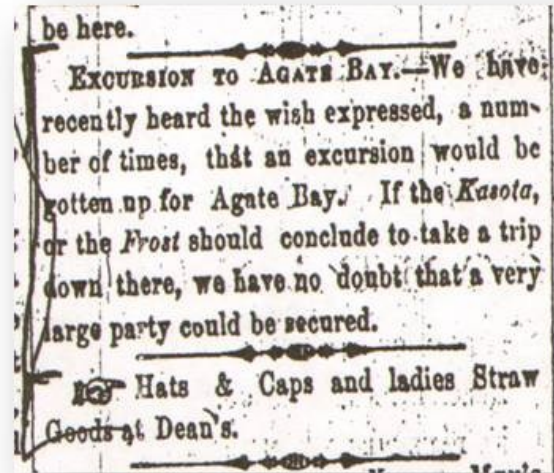 be here.
EXCURSION TO AGATE BAY.—We have
recently heard the wish expressed, a num-
ber of times, that an excursion would be
gotten up for Agate Bay. If the Kasota,
or the Frost should conclude to take a trip
down there, we have no doubt that a very
large party could be secured.
☞ Hats & Caps and ladies Straw
Goods at Dean's.